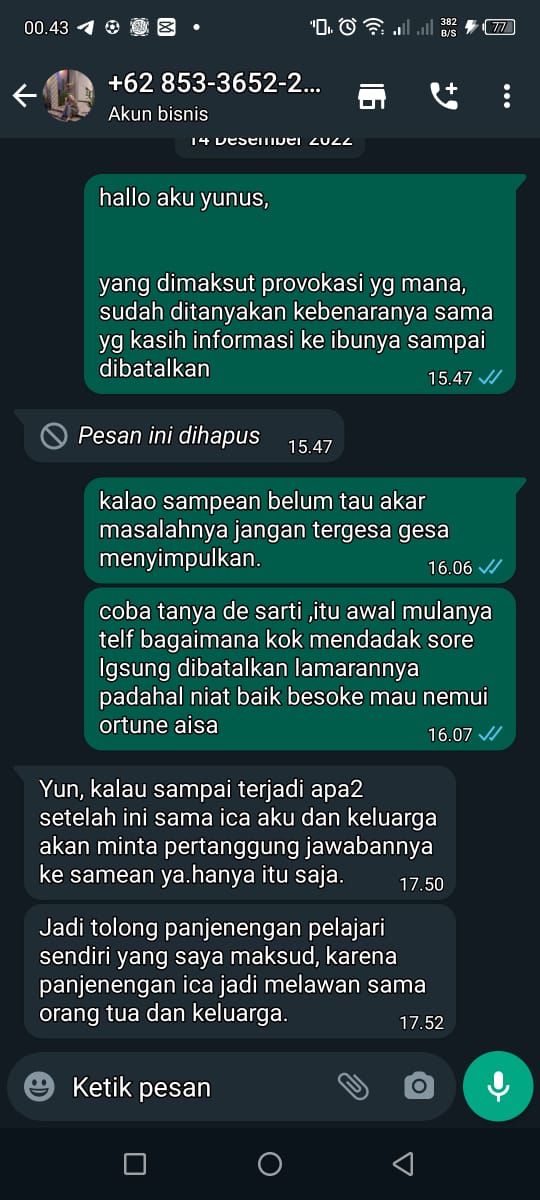 00.43
382
B/S
77
+62 853-3652-2...
Akun bisnis
14 Desember 2022
hallo aku yunus,
yang dimaksut provokasi yg mana,
sudah ditanyakan kebenaranya sama
yg kasih informasi ke ibunya sampai
dibatalkan
15.47
Pesan ini dihapus
15.47
kalao sampean belum tau akar
masalahnya jangan tergesa gesa
menyimpulkan.
16.06
coba tanya de sarti ,itu awal mulanya
telf bagaimana kok mendadak sore
lgsung dibatalkan lamarannya
padahal niat baik besoke mau nemui
ortune aisa
16.07
Yun, kalau sampai terjadi apa2
setelah ini sama ica aku dan keluarga
akan minta pertanggung jawabannya
ke samean ya.hanya itu saja.
17.50
Jadi tolong panjenengan pelajari
sendiri yang saya maksud, karena
panjenengan ica jadi melawan sama
orang tua dan keluarga.
17.52
Ketik pesan